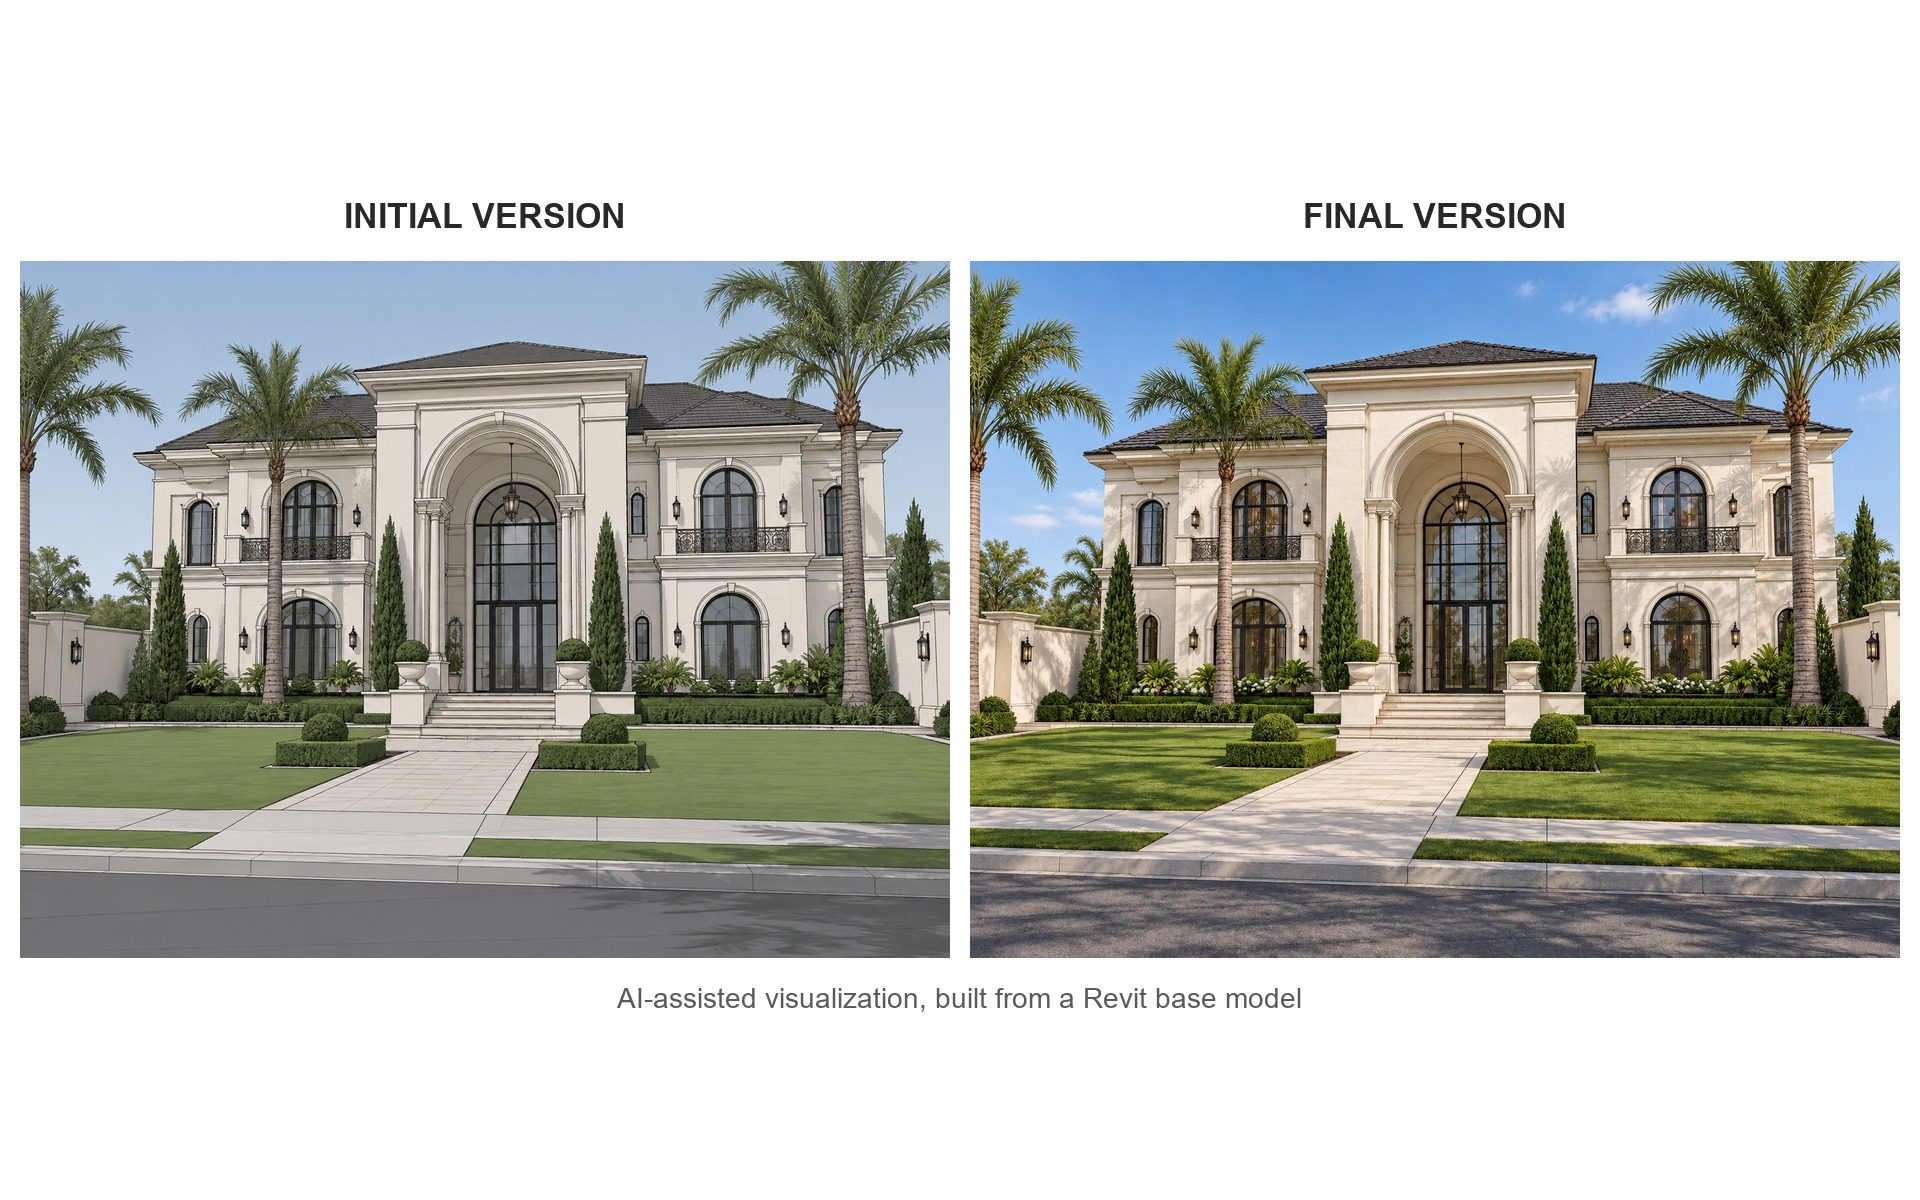 INITIAL VERSION
FINAL VERSION
AI-assisted visualization, built from a Revit base model